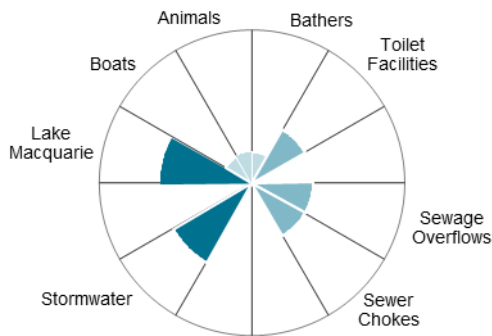 Animals
Bathers
Toilet
Facilities
Boats
Lake
Macquarie
Sewage
Overflows
Stormwater
Sewer
Chokes